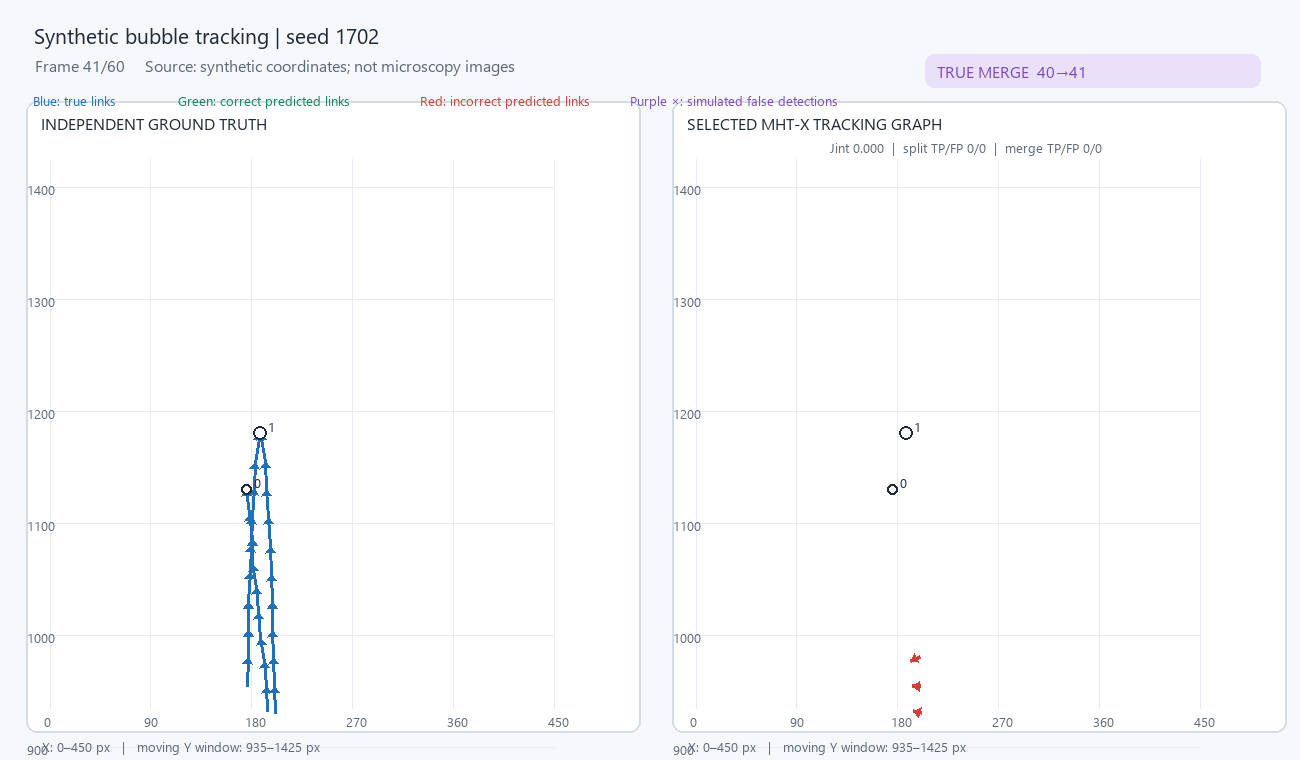 Synthetic bubble tracking | seed 1702
Frame 41/60 Source: synthetic coordinates; not microscopy images
TRUE MERGE 40→41
Blue: true links Green: correct predicted links Red: incorrect predicted links Purple ×: simulated false detections
INDEPENDENT GROUND TRUTH
1400
1300
1200
1100
1000
900
1
0
0 90 180 270 360 450
X: 0–450 px | moving Y window: 935–1425 px
SELECTED MHT-X TRACKING GRAPH
Jint 0.000 | split TP/FP 0/0 | merge TP/FP 0/0
1400
1300
1200
1100
1000
900
1
0
0 90 180 270 360 450
X: 0–450 px | moving Y window: 935–1425 px